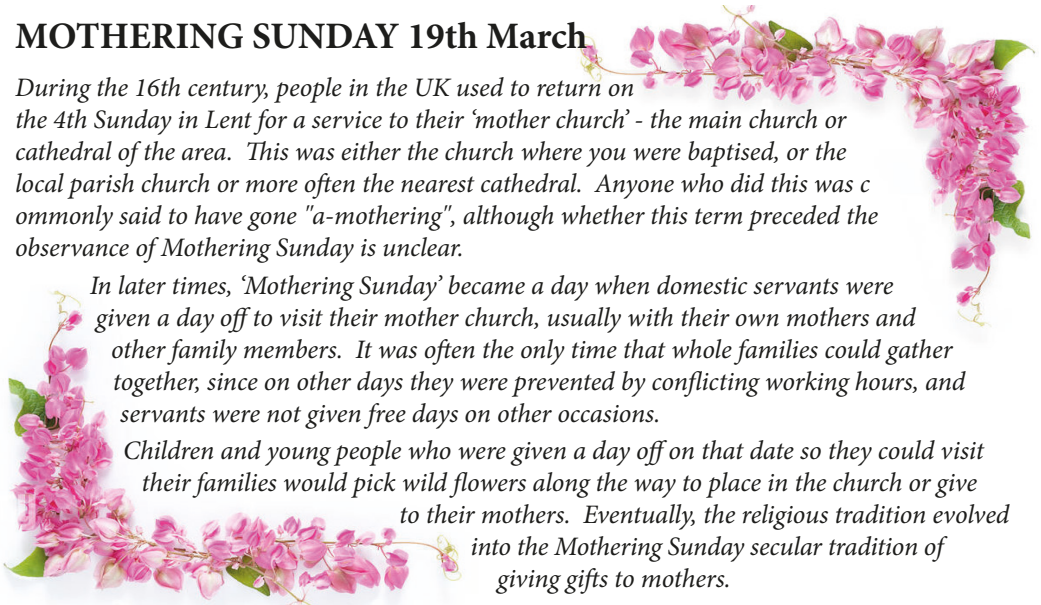 MOTHERING SUNDAY 19th March
During the 16th century, people in the UK used to return on
the 4th Sunday in Lent for a service to their ‘mother church’ - the main church or
cathedral of the area.  This was either the church where you were baptised, or the
local parish church or more often the nearest cathedral.  Anyone who did this was c
ommonly said to have gone "a-mothering", although whether this term preceded the
observance of Mothering Sunday is unclear.
In later times, ‘Mothering Sunday’ became a day when domestic servants were
given a day off to visit their mother church, usually with their own mothers and
other family members.  It was often the only time that whole families could gather
together, since on other days they were prevented by conflicting working hours, and
servants were not given free days on other occasions.
Children and young people who were given a day off on that date so they could visit
their families would pick wild flowers along the way to place in the church or give
to their mothers.  Eventually, the religious tradition evolved
into the Mothering Sunday secular tradition of
giving gifts to mothers.